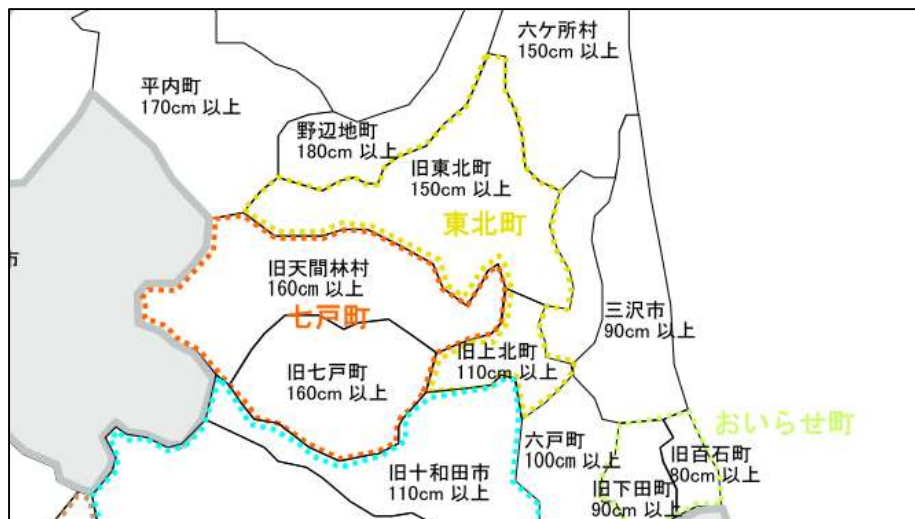 六ケ所村
150cm 以上
平内町
170cm 以上
野辺地町
180cm 以上
旧東北町
150cm 以上
東北町
市
旧天間林村
160cm 以上
七戸町
三沢市
90cm 以上
旧上北町
110cm 以上
旧七戸町
160cm 以上
おいらせ町
六戸町
100cm 以上
旧百石町
80cm 以上
旧十和田市
110cm 以上
旧下田町
90cm 以上